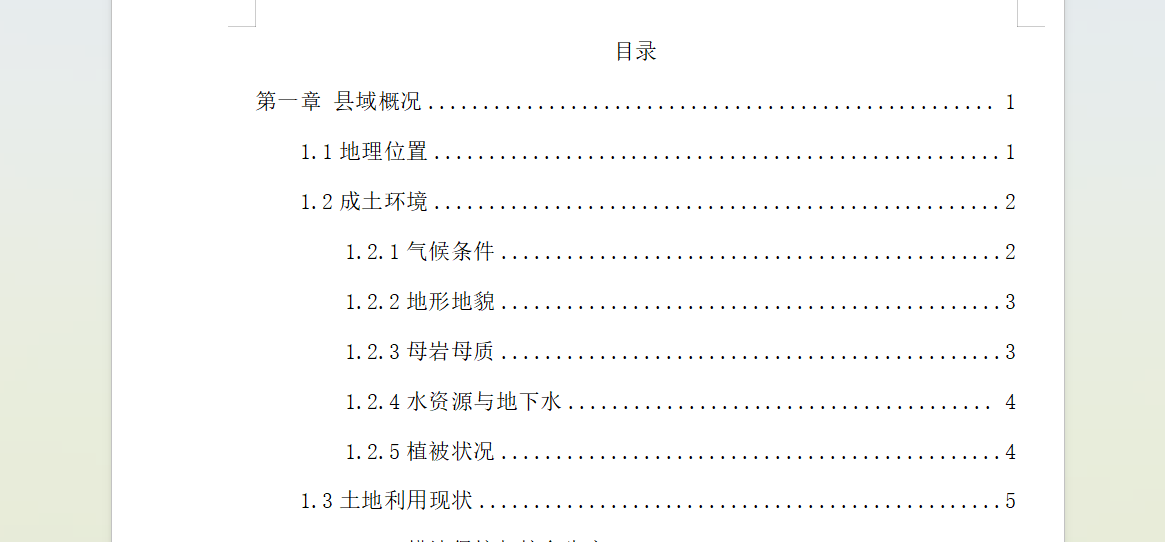 目录
第一章 县域概况.................................................... 1
1.1 地理位置....................................................1
1.2 成土环境....................................................2
1.2.1 气候条件..............................................2
1.2.2 地形地貌..............................................3
1.2.3 母岩母质..............................................3
1.2.4 水资源与地下水....................................... 4
1.2.5 植被状况..............................................4
1.3 土地利用现状................................................5